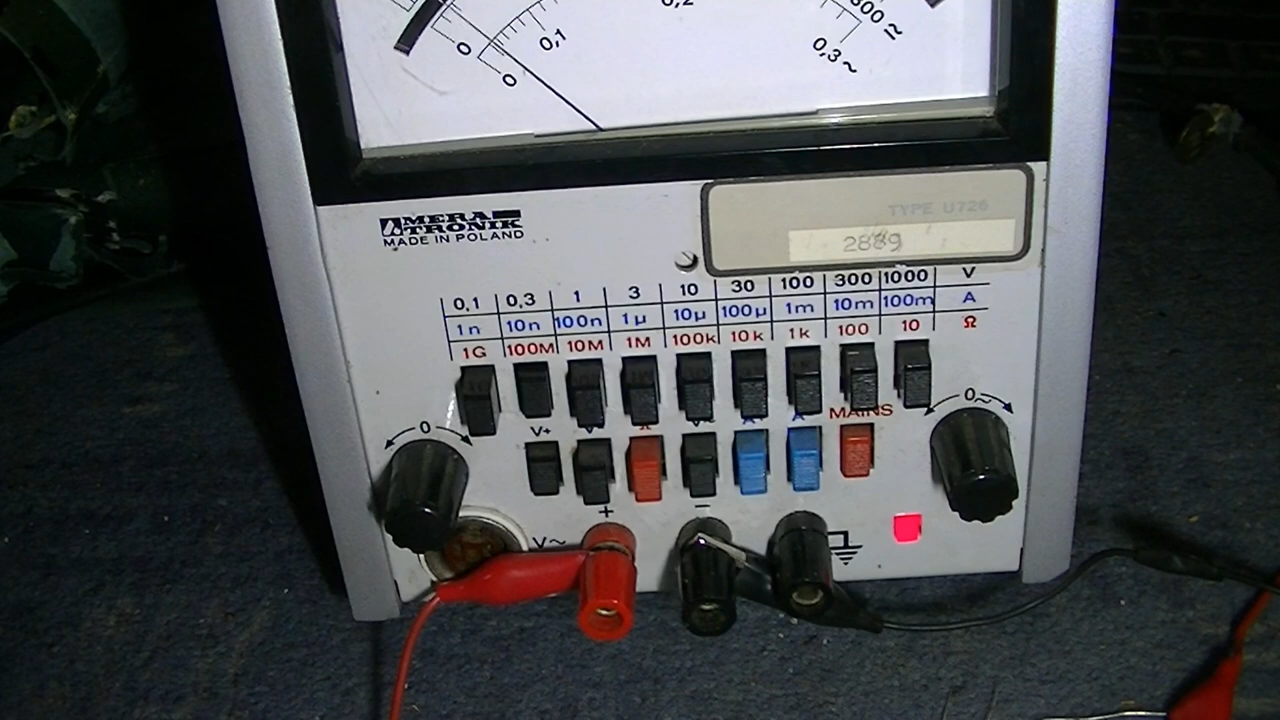 0 0,1 0,2 300 ≂
0 0,3 ~
MERA
TRONIK
MADE IN POLAND
TYPE U726
2889
0,1 0,3 1 3 10 30 100 300 1000 V
1n 10n 100n 1µ 10µ 100µ 1m 10m 100m A
1G 100M 10M 1M 100k 10k 1k 100 10 Ω
0 V+ MAINS 0~
+ −
V~